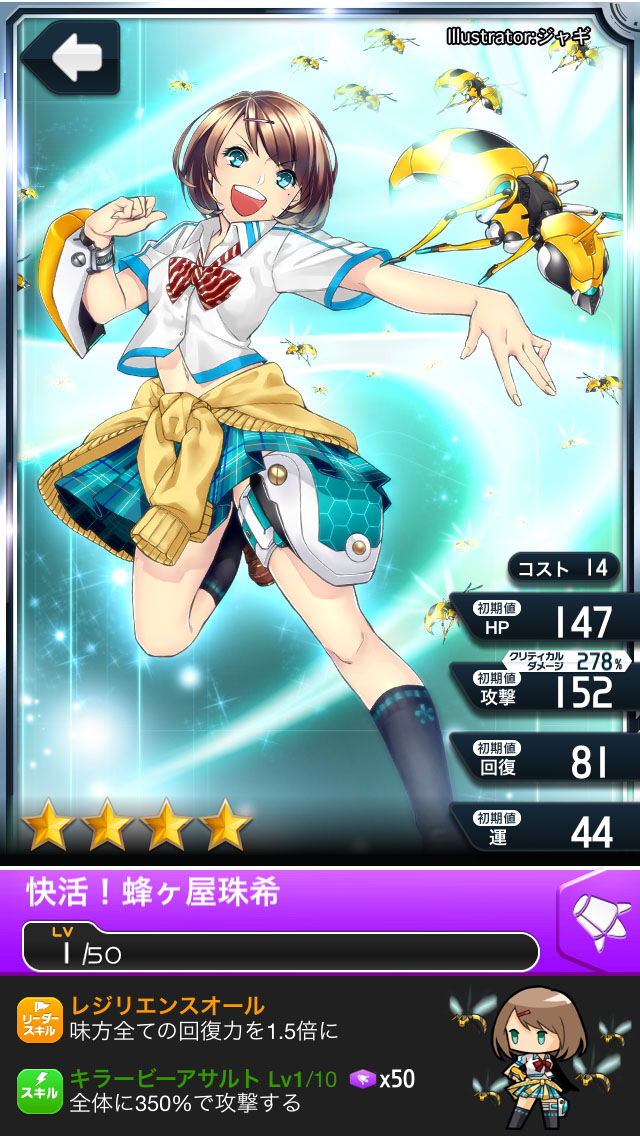 Illustrator:ジャギ
コスト 14
初期値
HP 147
クリティカル
ダメージ 278%
初期値
攻撃 152
初期値
回復 81
初期値
運 44
快活!蜂ヶ屋珠希
LV
1/50
リーダー
スキル
レジリエンスオール
味方全ての回復力を1.5倍に
スキル
キラービーアサルト Lv1/10 x50
全体に350%で攻撃する